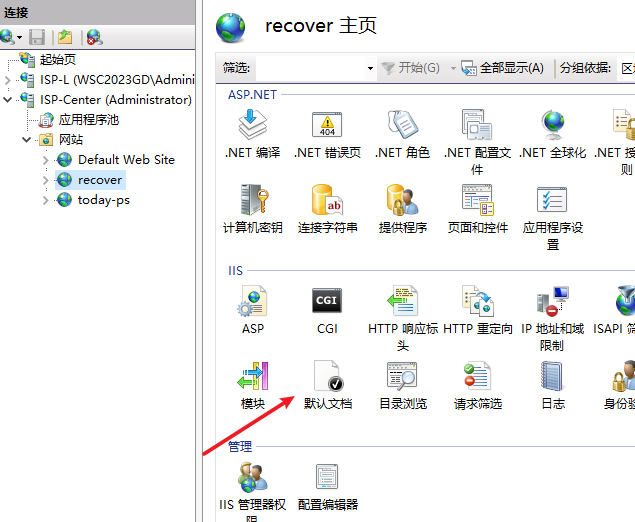 连接
起始页
ISP-L (WSC2023GD\Admini
ISP-Center (Administrator)
应用程序池
网站
Default Web Site
recover
today-ps
recover 主页
筛选:
开始(G)
全部显示(A)
分组依据:
区
ASP.NET
.NET 编译
.NET 错误页
.NET 角色
.NET 配置文
件
.NET 全球化
.NET 授
则
404
计算机密钥
连接字符串
提供程序
页面和控件
应用程序设
置
ab
IIS
CGI
ASP
CGI
HTTP 响应标
头
HTTP 重定向
IP 地址和域
限制
ISAPI 筛
模块
默认文档
目录浏览
请求筛选
日志
身份验
管理
IIS 管理器权
限
配置编辑器